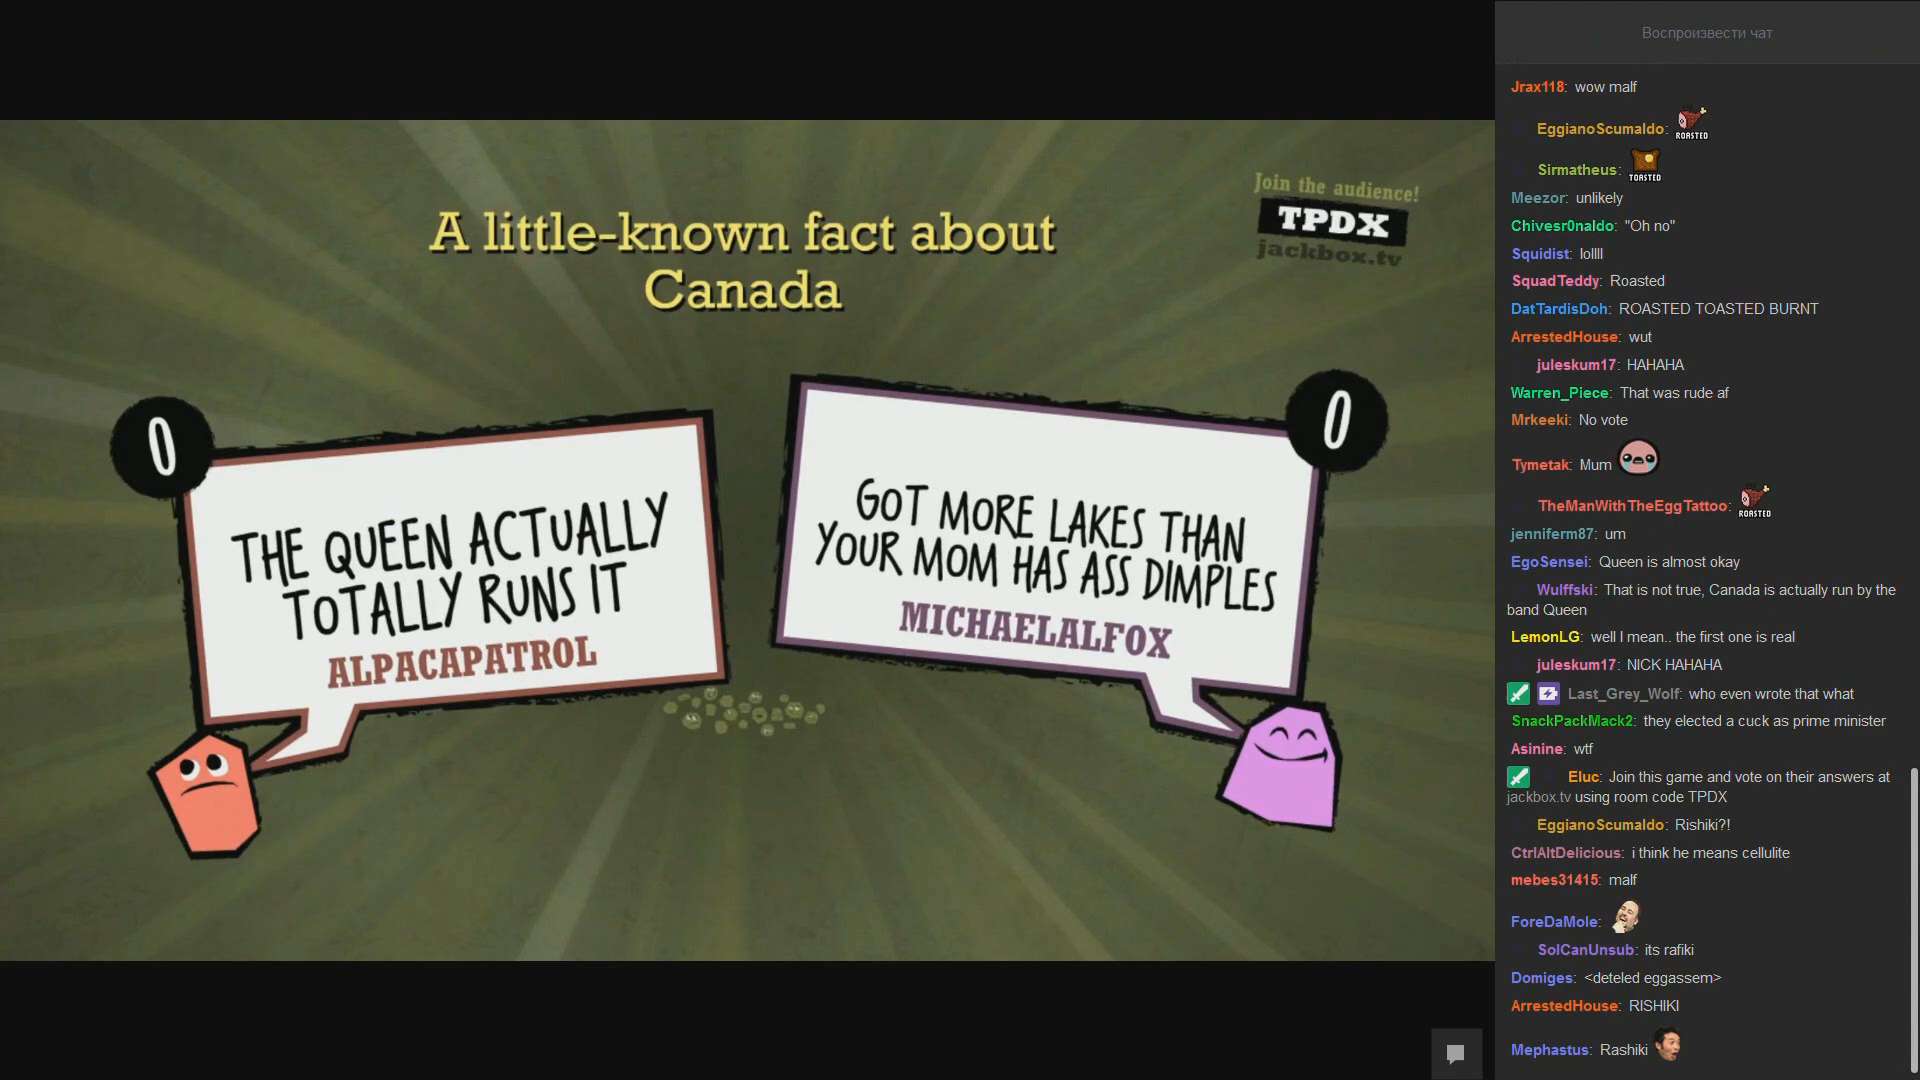 A little-known fact about
Canada
Join the audience!
TPDX
jackbox.tv
0
THE QUEEN ACTUALLY
TOTALLY RUNS IT
ALPACAPATROL
0
GOT MORE LAKES THAN
YOUR MOM HAS ASS DIMPLES
MICHAELALFOX
Воспроизвести чат
Jrax118: wow malf
EggianoScumaldo: ROASTED
Sirmatheus: TOASTED
Meezor: unlikely
Chivesr0naldo: "Oh no"
Squidist: lollll
SquadTeddy: Roasted
DatTardisDoh: ROASTED TOASTED BURNT
ArrestedHouse: wut
juleskum17: HAHAHA
Warren_Piece: That was rude af
Mrkeeki: No vote
Tymetak: Mum
TheManWithTheEggTattoo: ROASTED
jenniferm87: um
EgoSensei: Queen is almost okay
Wulffski: That is not true, Canada is actually run by the
band Queen
LemonLG: well I mean.. the first one is real
juleskum17: NICK HAHAHA
Last_Grey_Wolf: who even wrote that what
SnackPackMack2: they elected a cuck as prime minister
Asinine: wtf
Eluc: Join this game and vote on their answers at
jackbox.tv using room code TPDX
EggianoScumaldo: Rishiki?!
CtrlAltDelicious: i think he means cellulite
mebes31415: malf
ForeDaMole:
SolCanUnsub: its rafiki
Domiges: <deteled eggassem>
ArrestedHouse: RISHIKI
Mephastus: Rashiki